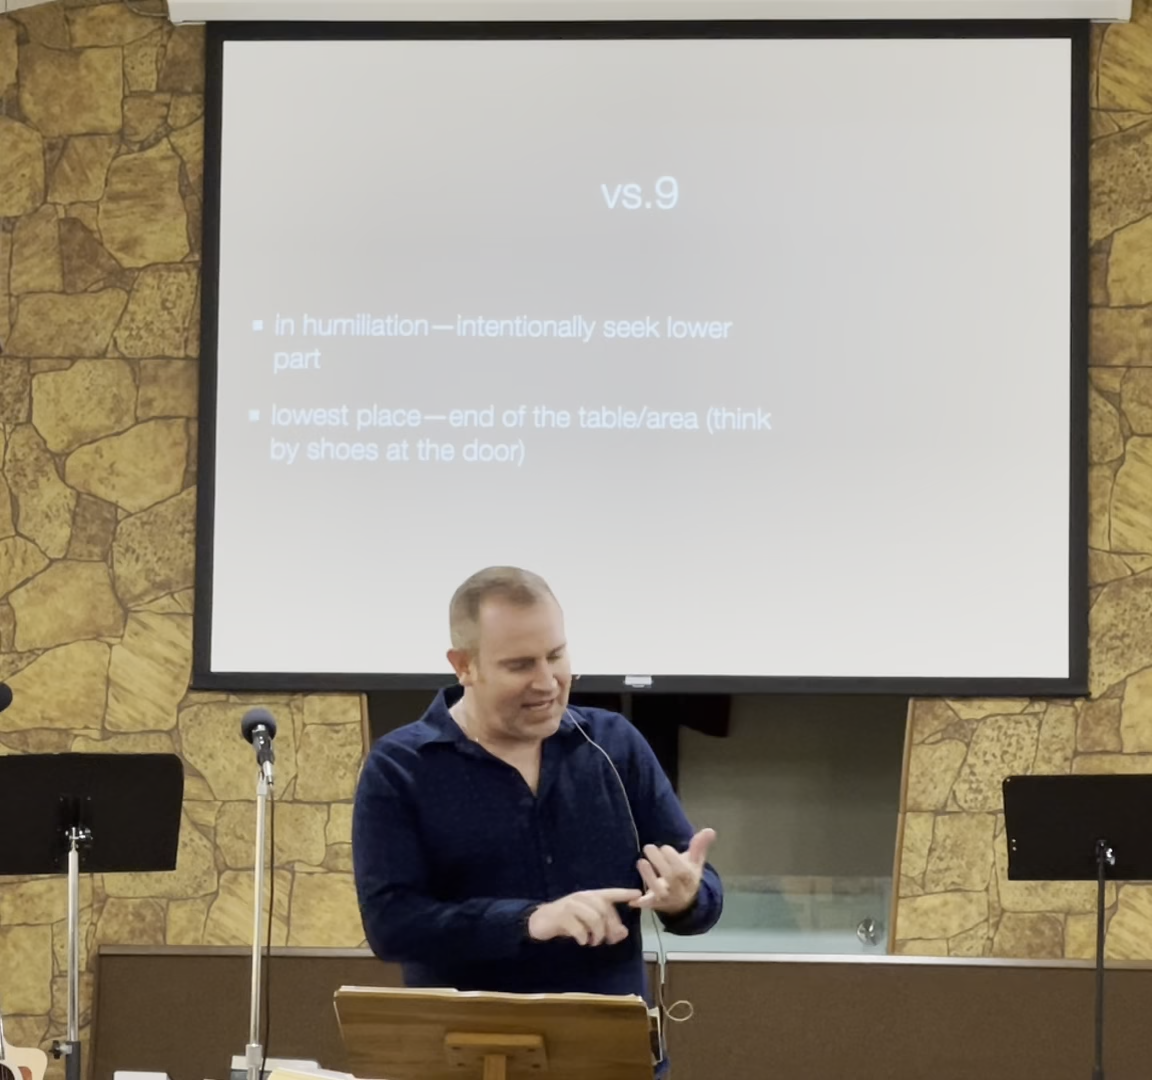 vs.9
▪ in humiliation—intentionally seek lower
part
▪ lowest place—end of the table/area (think
by shoes at the door)